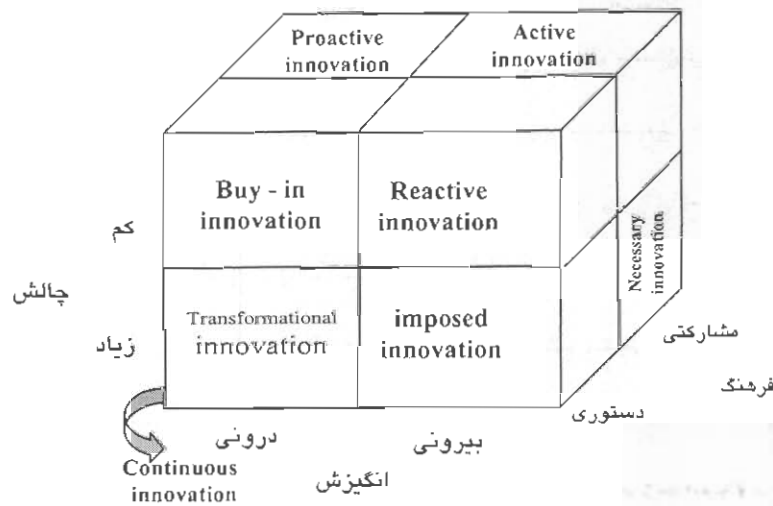 Proactive
innovation
Active
innovation
Buy - in
innovation
Reactive
innovation
Necessary
innovation
کم
چالش
زیاد
Transformational
innovation
imposed
innovation
مشارکتی
فرهنگ
دستوری
درونی
بیرونی
انگیزش
Continuous
innovation